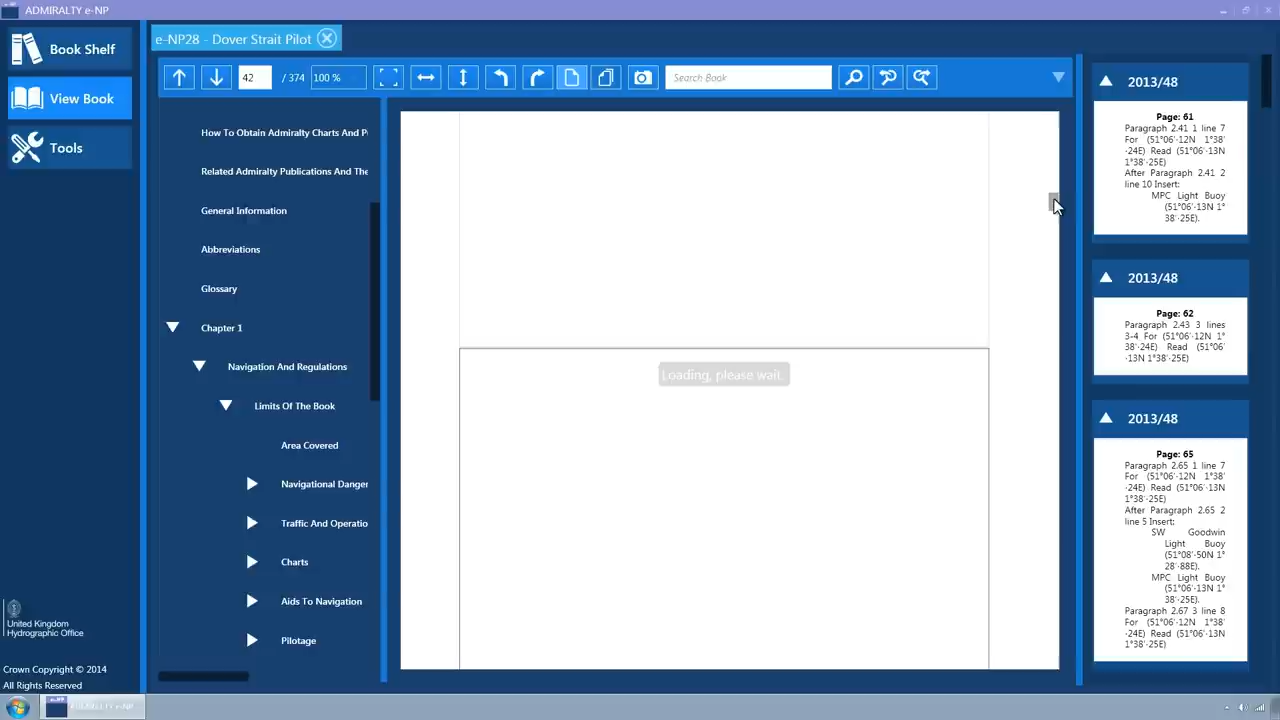 ADMIRALTY e-NP
Book Shelf
View Book
Tools
United Kingdom
Hydrographic Office
Crown Copyright © 2014
All Rights Reserved
e-NP28 - Dover Strait Pilot
42
/ 374
100 %
Search Book
How To Obtain Admiralty Charts And P
Related Admiralty Publications And The
General Information
Abbreviations
Glossary
Chapter 1
Navigation And Regulations
Limits Of The Book
Area Covered
Navigational Danger
Traffic And Operatio
Charts
Aids To Navigation
Pilotage
Loading, please wait.
2013/48
Page: 61
Paragraph 2.41 1 line 7
For (51°06'·12N 1°38'
·24E) Read (51°06'·13N
1°38'·25E)
After Paragraph 2.41 2
line 10 Insert:
MPC Light Buoy
(51°06'·13N 1°
38'·25E).
2013/48
Page: 62
Paragraph 2.43 3 lines
3-4 For (51°06'·12N 1°
38'·24E) Read (51°06'
·13N 1°38'·25E)
2013/48
Page: 65
Paragraph 2.65 1 line 7
For (51°06'·12N 1°38'
·24E) Read (51°06'·13N
1°38'·25E)
After Paragraph 2.65 2
line 5 Insert:
SW Goodwin
Light Buoy
(51°08'·50N 1°
28'·88E).
MPC Light Buoy
(51°06'·13N 1°
38'·25E).
Paragraph 2.67 3 line 8
For (51°06'·12N 1°38'
·24E) Read (51°06'·13N
1°38'·25E)
ADMIRALTY e-NP